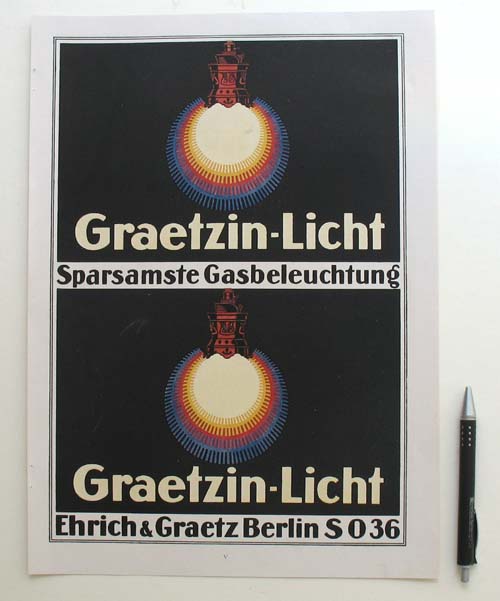 Graetzin-Licht
Sparsamste Gasbeleuchtung
Graetzin-Licht
Ehrich & Graetz Berlin S O 36